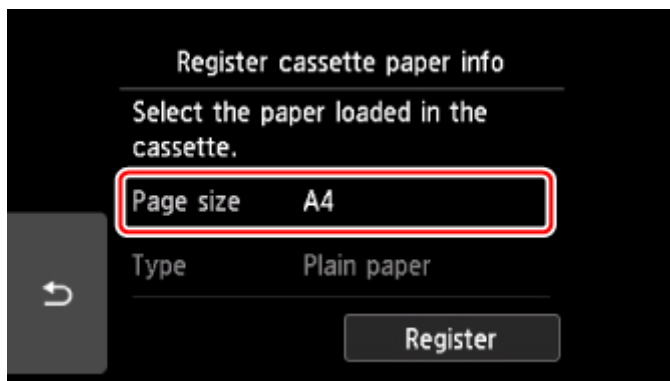 Register cassette paper info
Select the paper loaded in the
cassette.
Page size A4
Type Plain paper
Register